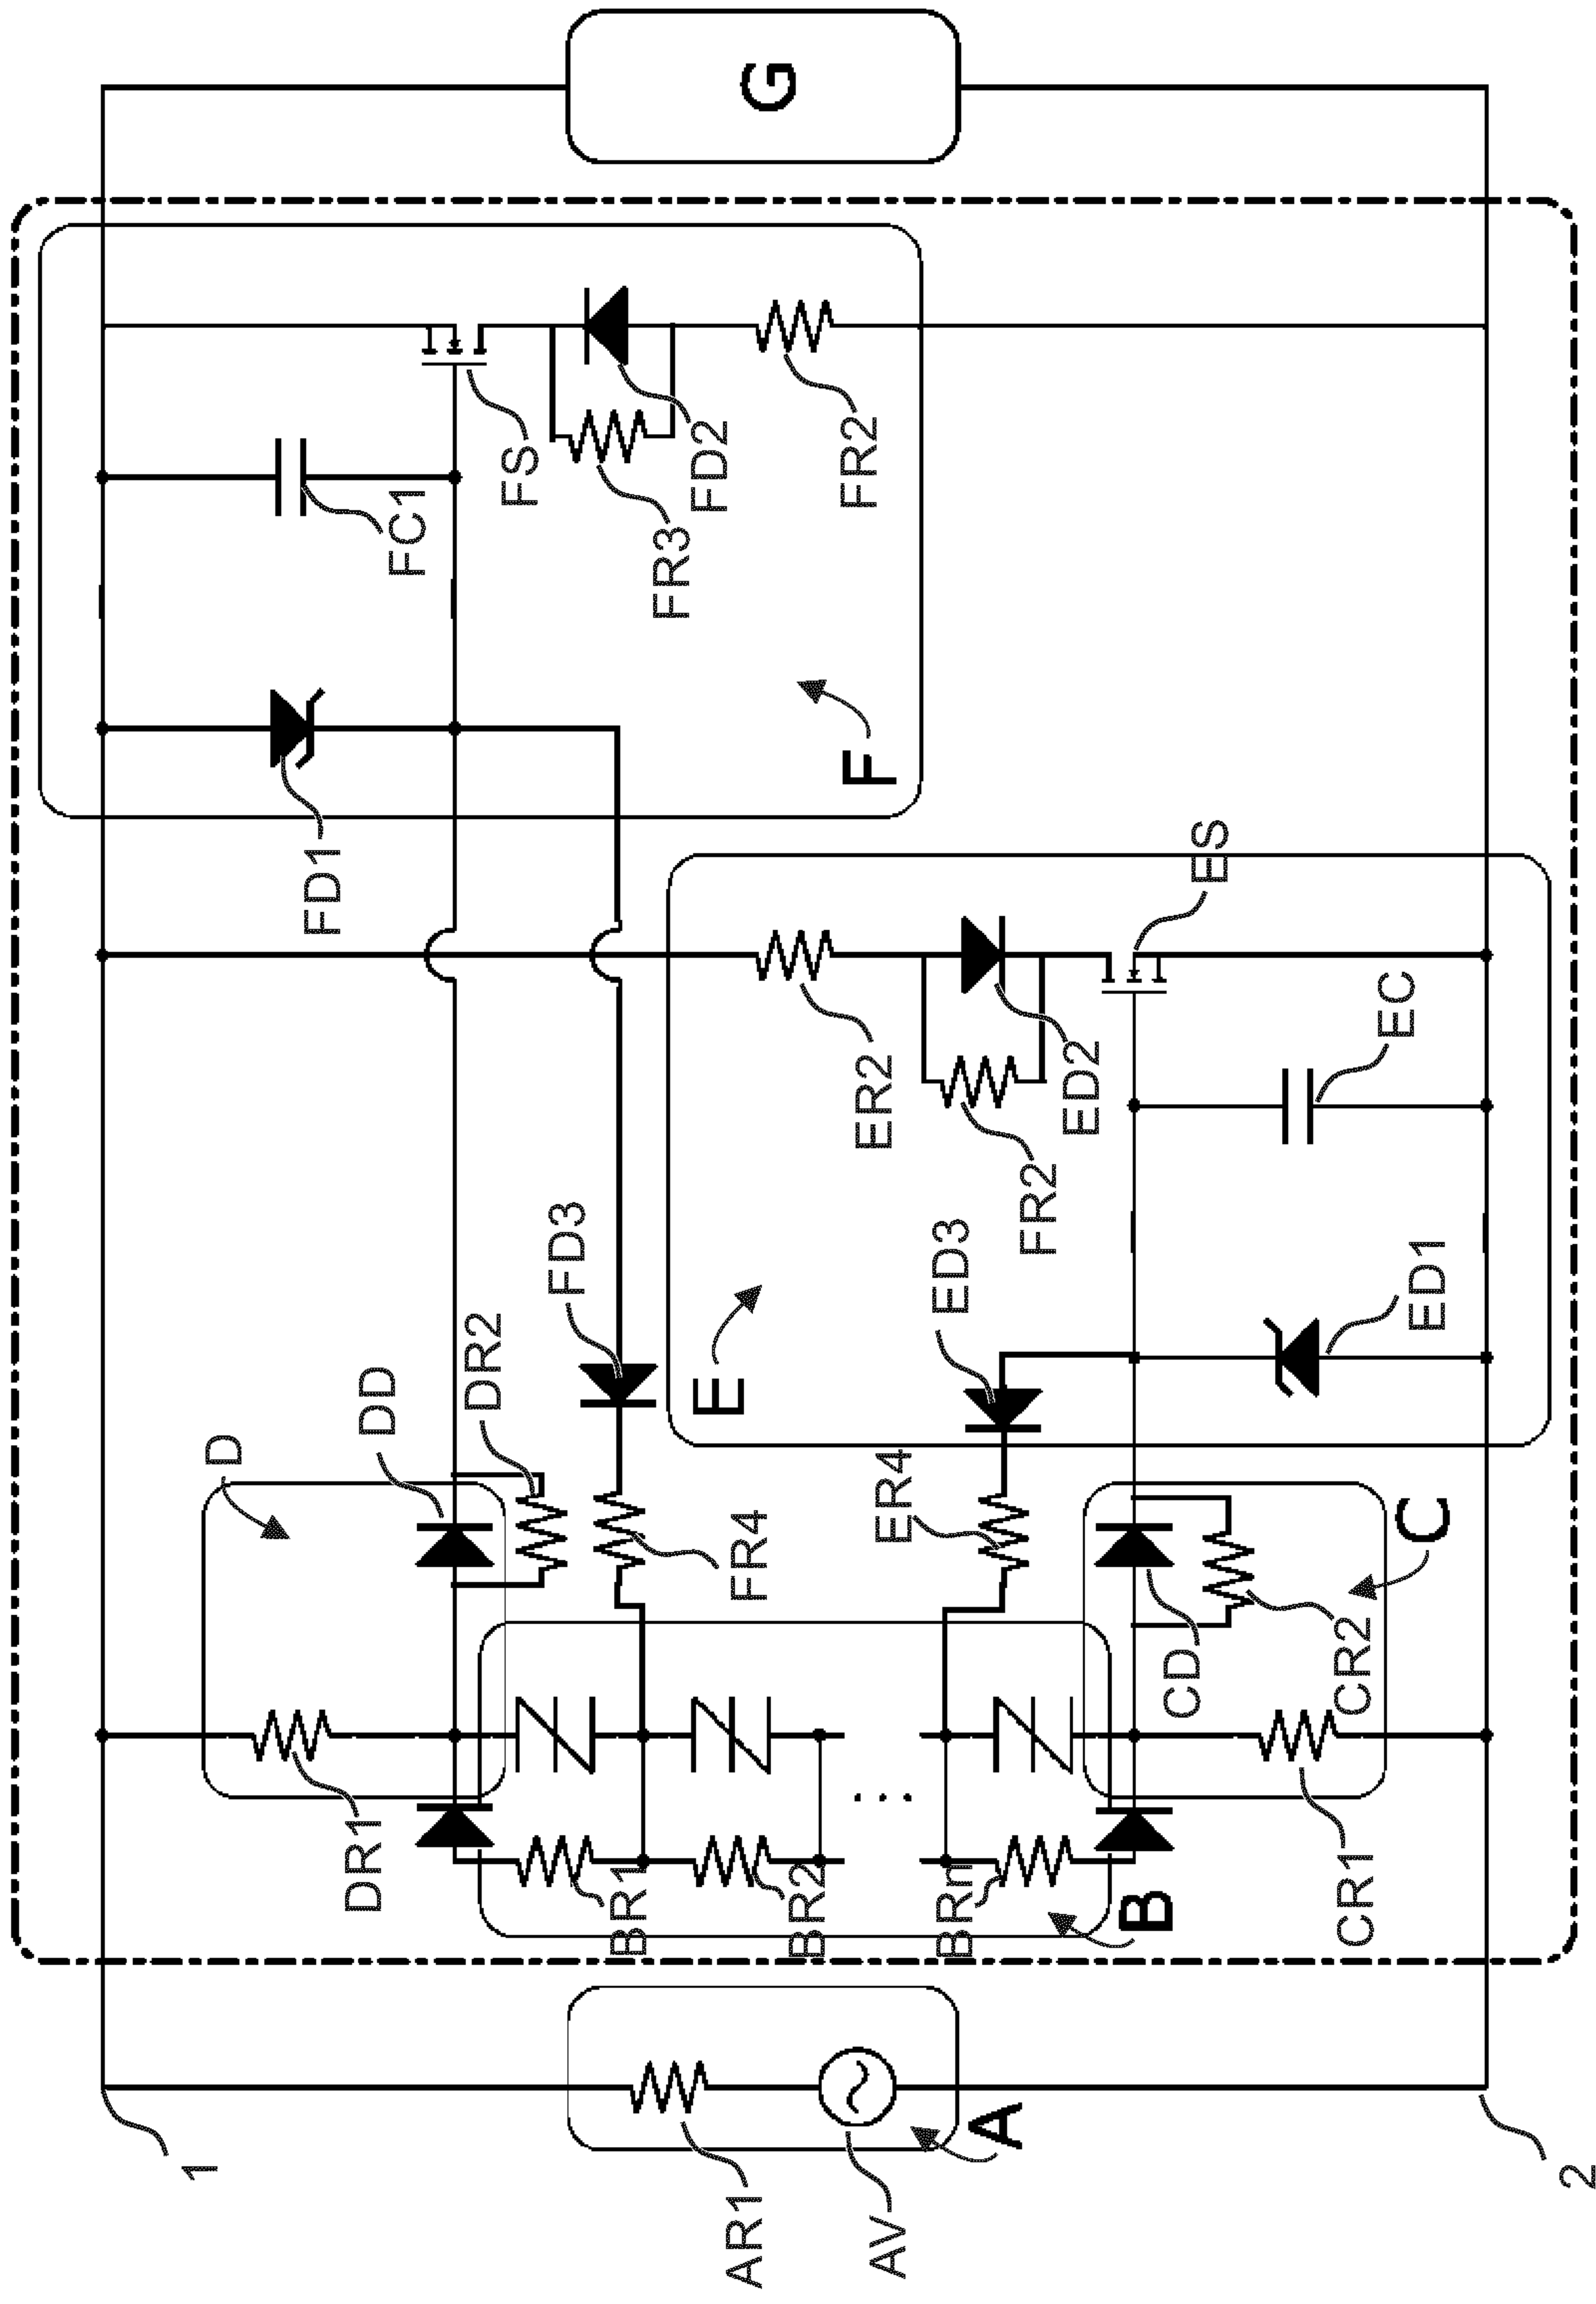 G
FS
FC1
FD2
FR3
FR2
F
FD1
ES
EC
ER2
ED2
FR2
FD3
ED3
ED1
E
DR2
DD
D
FR4
ER4
C
CD
CR2
DR1
BR1
BR2
BRn
B
CR1
1
AR1
AV
A
2